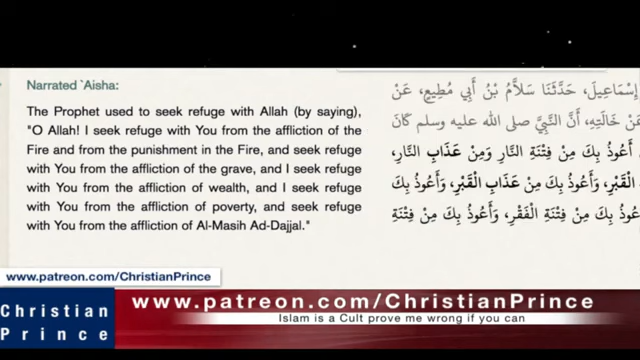 Narrated `Aisha:
The Prophet used to seek refuge with Allah (by saying),
"O Allah! I seek refuge with You from the affliction of the
Fire and from the punishment in the Fire, and seek refuge
with You from the affliction of the grave, and I seek refuge
with You from the affliction of wealth, and I seek refuge
with You from the affliction of poverty, and seek refuge
with You from the affliction of Al-Masih Ad-Dajjal."
إِسْمَاعِيلَ، حَدَّثَنَا سَلاَّمُ بْنُ أَبِي مُطِيعٍ، عَنْ
عَنْ خَالَتِهِ، أَنَّ النَّبِيَّ صلى الله عليه وسلم كَانَ
أَعُوذُ بِكَ مِنْ فِتْنَةِ النَّارِ وَمِنْ عَذَابِ النَّارِ،
الْقَبْرِ، وَأَعُوذُ بِكَ مِنْ عَذَابِ الْقَبْرِ، وَأَعُوذُ بِكَ
أَعُوذُ بِكَ مِنْ فِتْنَةِ الْفَقْرِ، وَأَعُوذُ بِكَ مِنْ فِتْنَةِ
www.patreon.com/ChristianPrince
Christian
Prince
www.patreon.com/ChristianPrince
Islam is a Cult prove me wrong if you can